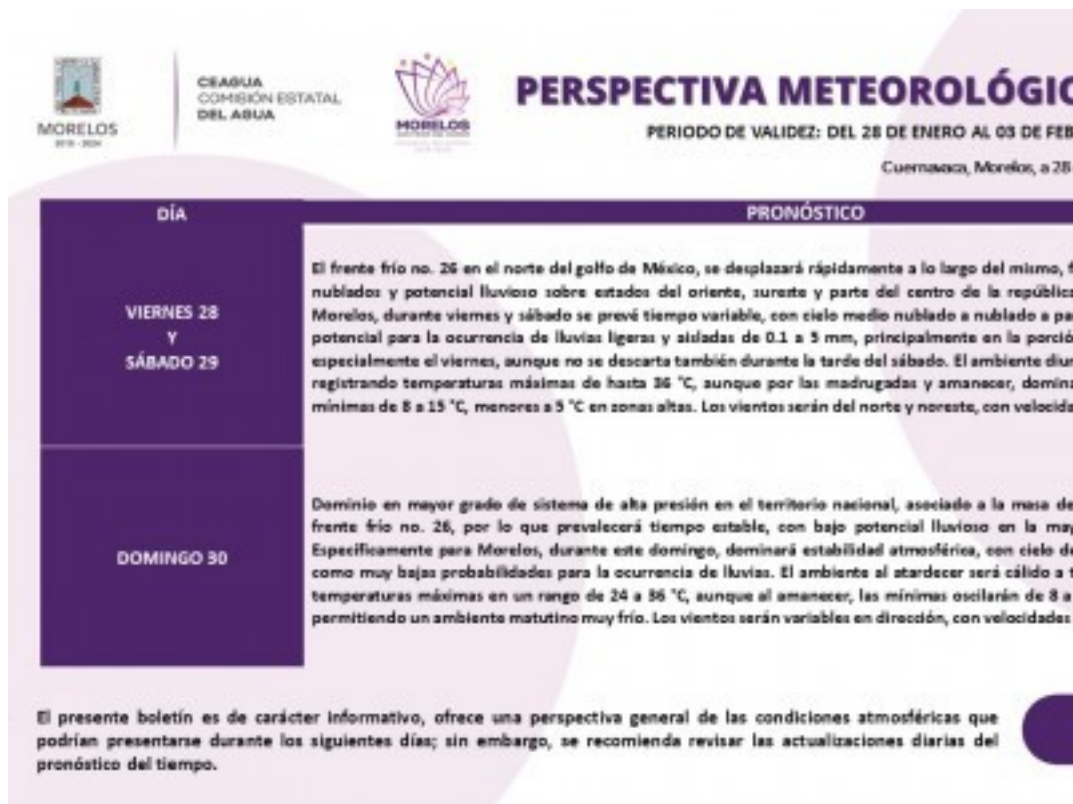 MORELOS
2018 - 2024
CEAGUA
COMISIÓN ESTATAL
DEL AGUA
MORELOS
PERSPECTIVA METEOROLÓGIC
PERIODO DE VALIDEZ: DEL 28 DE ENERO AL 03 DE FEB
Cuernavaca, Morelos, a 28
DÍA
PRONÓSTICO
VIERNES 28
Y
SÁBADO 29
El frente frío no. 26 en el norte del golfo de México, se desplazará rápidamente a lo largo del mismo, f
nublados y potencial lluvioso sobre estados del oriente, sureste y parte del centro de la república
Morelos, durante viernes y sábado se prevé tiempo variable, con cielo medio nublado a nublado a pa
potencial para la ocurrencia de lluvias ligeras y aisladas de 0.1 a 5 mm, principalmente en la porció
especialmente el viernes, aunque no se descarta también durante la tarde del sábado. El ambiente diur
registrando temperaturas máximas de hasta 36 °C, aunque por las madrugadas y amanecer, domina
mínimas de 8 a 15 °C, menores a 5 °C en zonas altas. Los vientos serán del norte y noreste, con velocida
DOMINGO 30
Dominio en mayor grado de sistema de alta presión en el territorio nacional, asociado a la masa de
frente frío no. 26, por lo que prevalecerá tiempo estable, con bajo potencial lluvioso en la may
Específicamente para Morelos, durante este domingo, dominará estabilidad atmosférica, con cielo de
como muy bajas probabilidades para la ocurrencia de lluvias. El ambiente al atardecer será cálido a
temperaturas máximas en un rango de 24 a 36 °C, aunque al amanecer, las mínimas oscilarán de 8 a
permitiendo un ambiente matutino muy frío. Los vientos serán variables en dirección, con velocidades
El presente boletín es de carácter informativo, ofrece una perspectiva general de las condiciones atmosféricas que
podrían presentarse durante los siguientes días; sin embargo, se recomienda revisar las actualizaciones diarias del
pronóstico del tiempo.